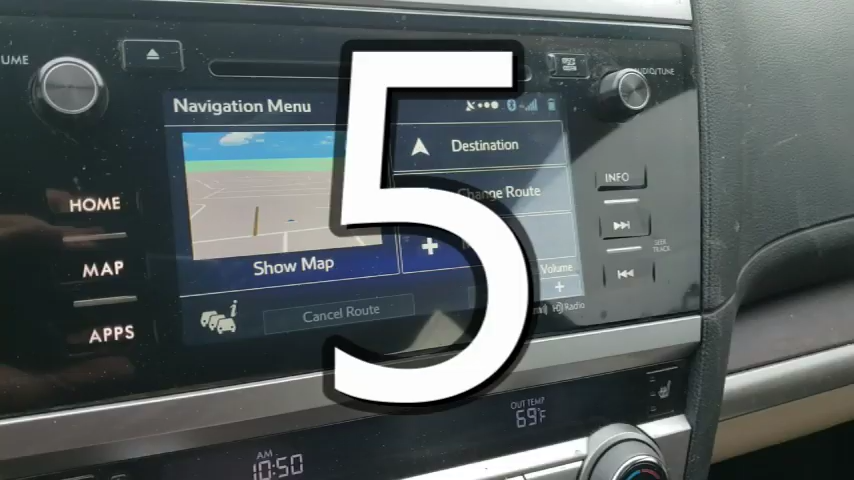 UME
AUDIO/TUNE
Navigation Menu
Destination
INFO
Change Route
HOME
SEEK
TRACK
MAP
Show Map
Volume
+
Cancel Route
HD Radio
APPS
5
OUT TEMP
69°F
AM
10:50